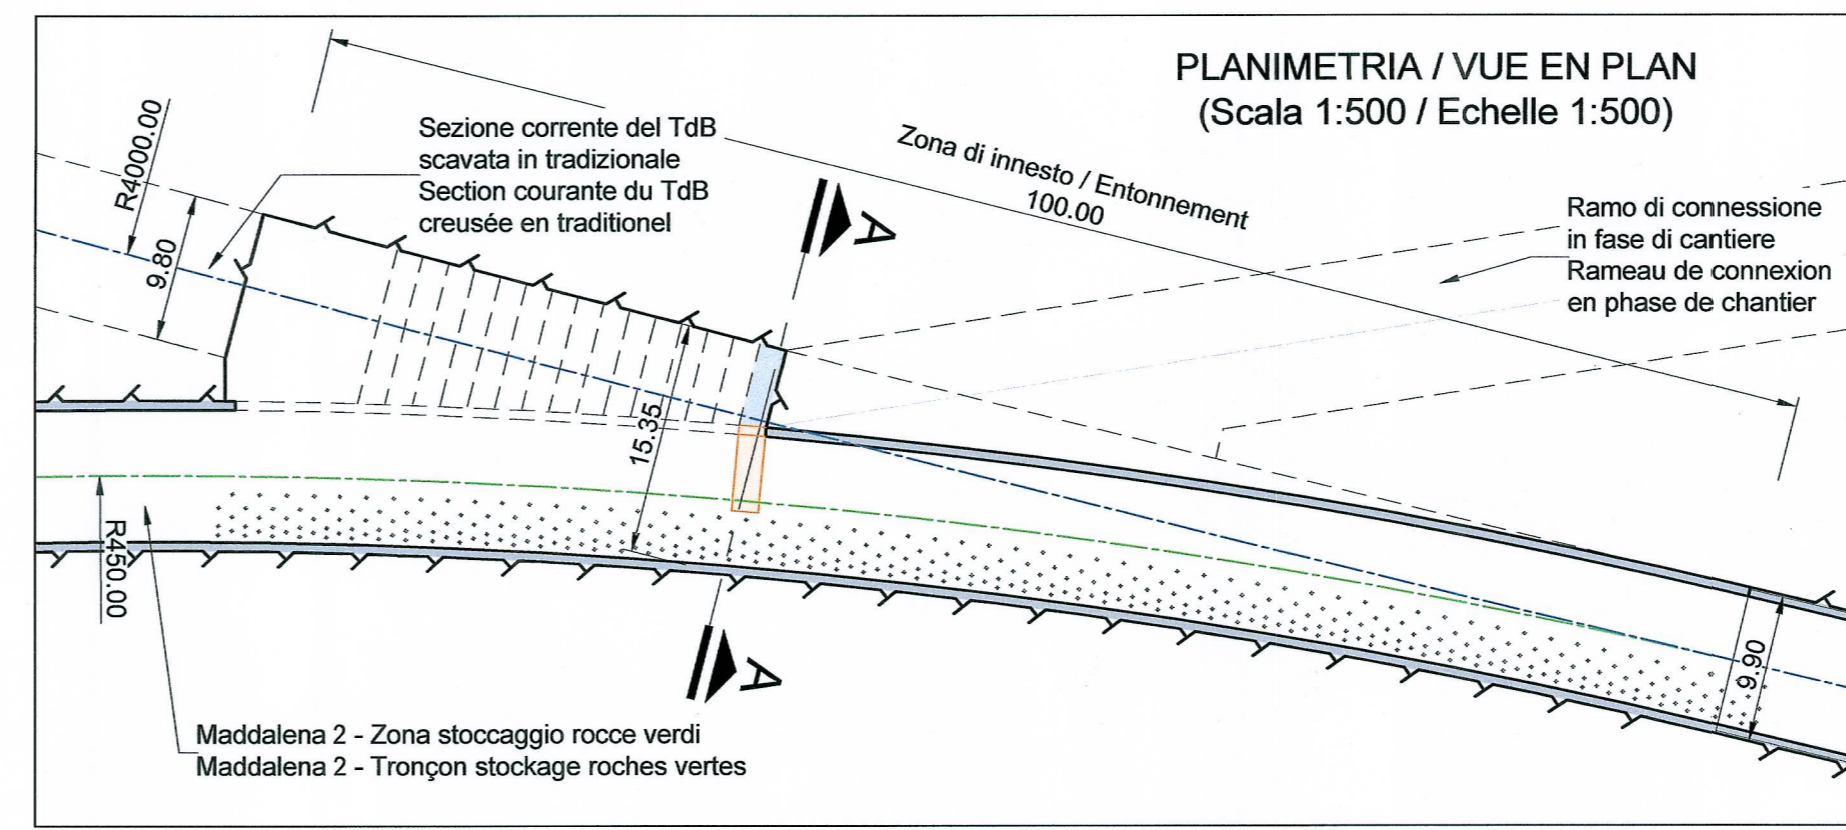 PLANIMETRIA / VUE EN PLAN
(Scala 1:500 / Echelle 1:500)
R4000.00
9.80
Sezione corrente del TdB
scavata in tradizionale
Section courante du TdB
creusée en traditionel
Zona di innesto / Entonnement
100.00
A
Ramo di connessione
in fase di cantiere
Rameau de connexion
en phase de chantier
15.35
R450.00
9.90
A
Maddalena 2 - Zona stoccaggio rocce verdi
Maddalena 2 - Tronçon stockage roches vertes